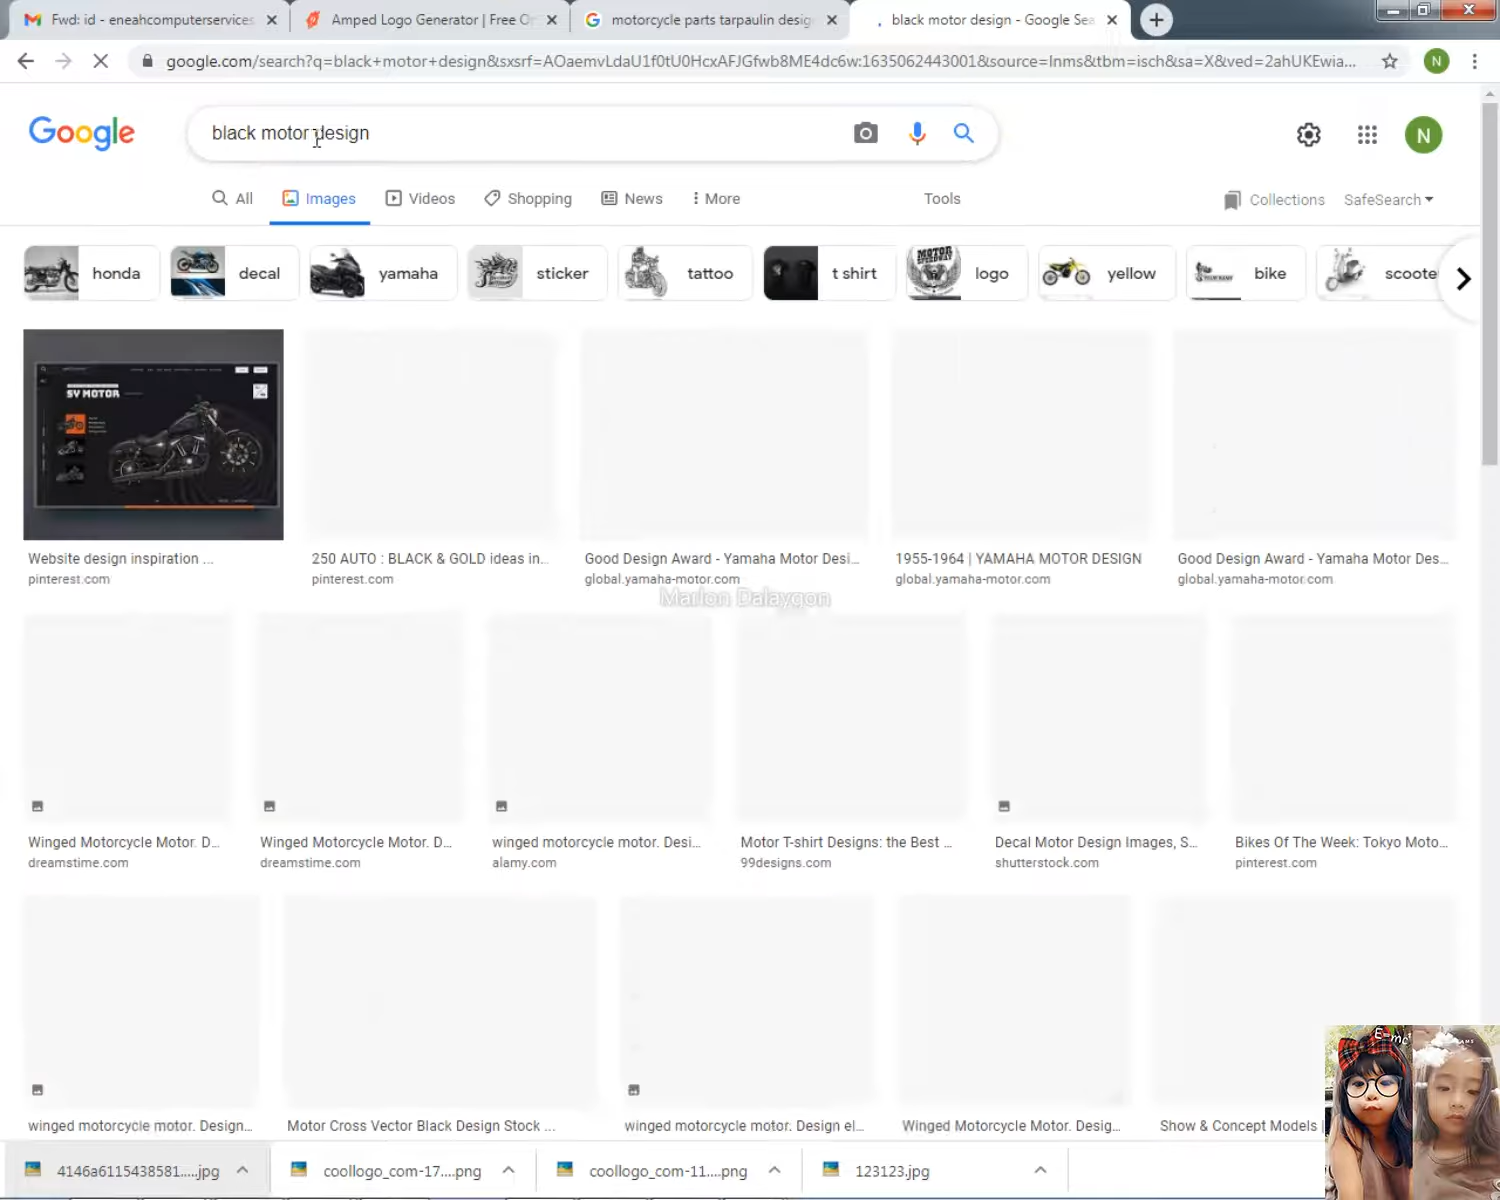 Fwd: id - eneahcomputerservices
Amped Logo Generator | Free O
motorcycle parts tarpaulin desig
black motor design - Google Sea
google.com/search?q=black+motor+design&sxsrf=AOaemvLdaU1f0tU0HcxAFJGfwb8ME4dc6w:1635062443001&source=lnms&tbm=isch&sa=X&ved=2ahUKEwia...
N
Google
black motor design
N
All
Images
Videos
Shopping
News
More
Tools
Collections
SafeSearch
honda
decal
yamaha
sticker
tattoo
t shirt
MOTOR
logo
yellow
bike
scoote
SV MOTOR
Website design inspiration ...
pinterest.com
250 AUTO : BLACK & GOLD ideas in...
pinterest.com
Good Design Award - Yamaha Motor Desi...
global.yamaha-motor.com
1955-1964 | YAMAHA MOTOR DESIGN
global.yamaha-motor.com
Good Design Award - Yamaha Motor Des...
global.yamaha-motor.com
Marlon Dalaygon
Winged Motorcycle Motor. D...
dreamstime.com
Winged Motorcycle Motor. D...
dreamstime.com
winged motorcycle motor. Desi...
alamy.com
Motor T-shirt Designs: the Best ...
99designs.com
Decal Motor Design Images, S...
shutterstock.com
Bikes Of The Week: Tokyo Moto...
pinterest.com
winged motorcycle motor. Design...
Motor Cross Vector Black Design Stock ...
winged motorcycle motor. Design el...
Winged Motorcycle Motor. Desig...
Show & Concept Models
4146a6115438581.....jpg
coollogo_com-17....png
coollogo_com-11....png
123123.jpg